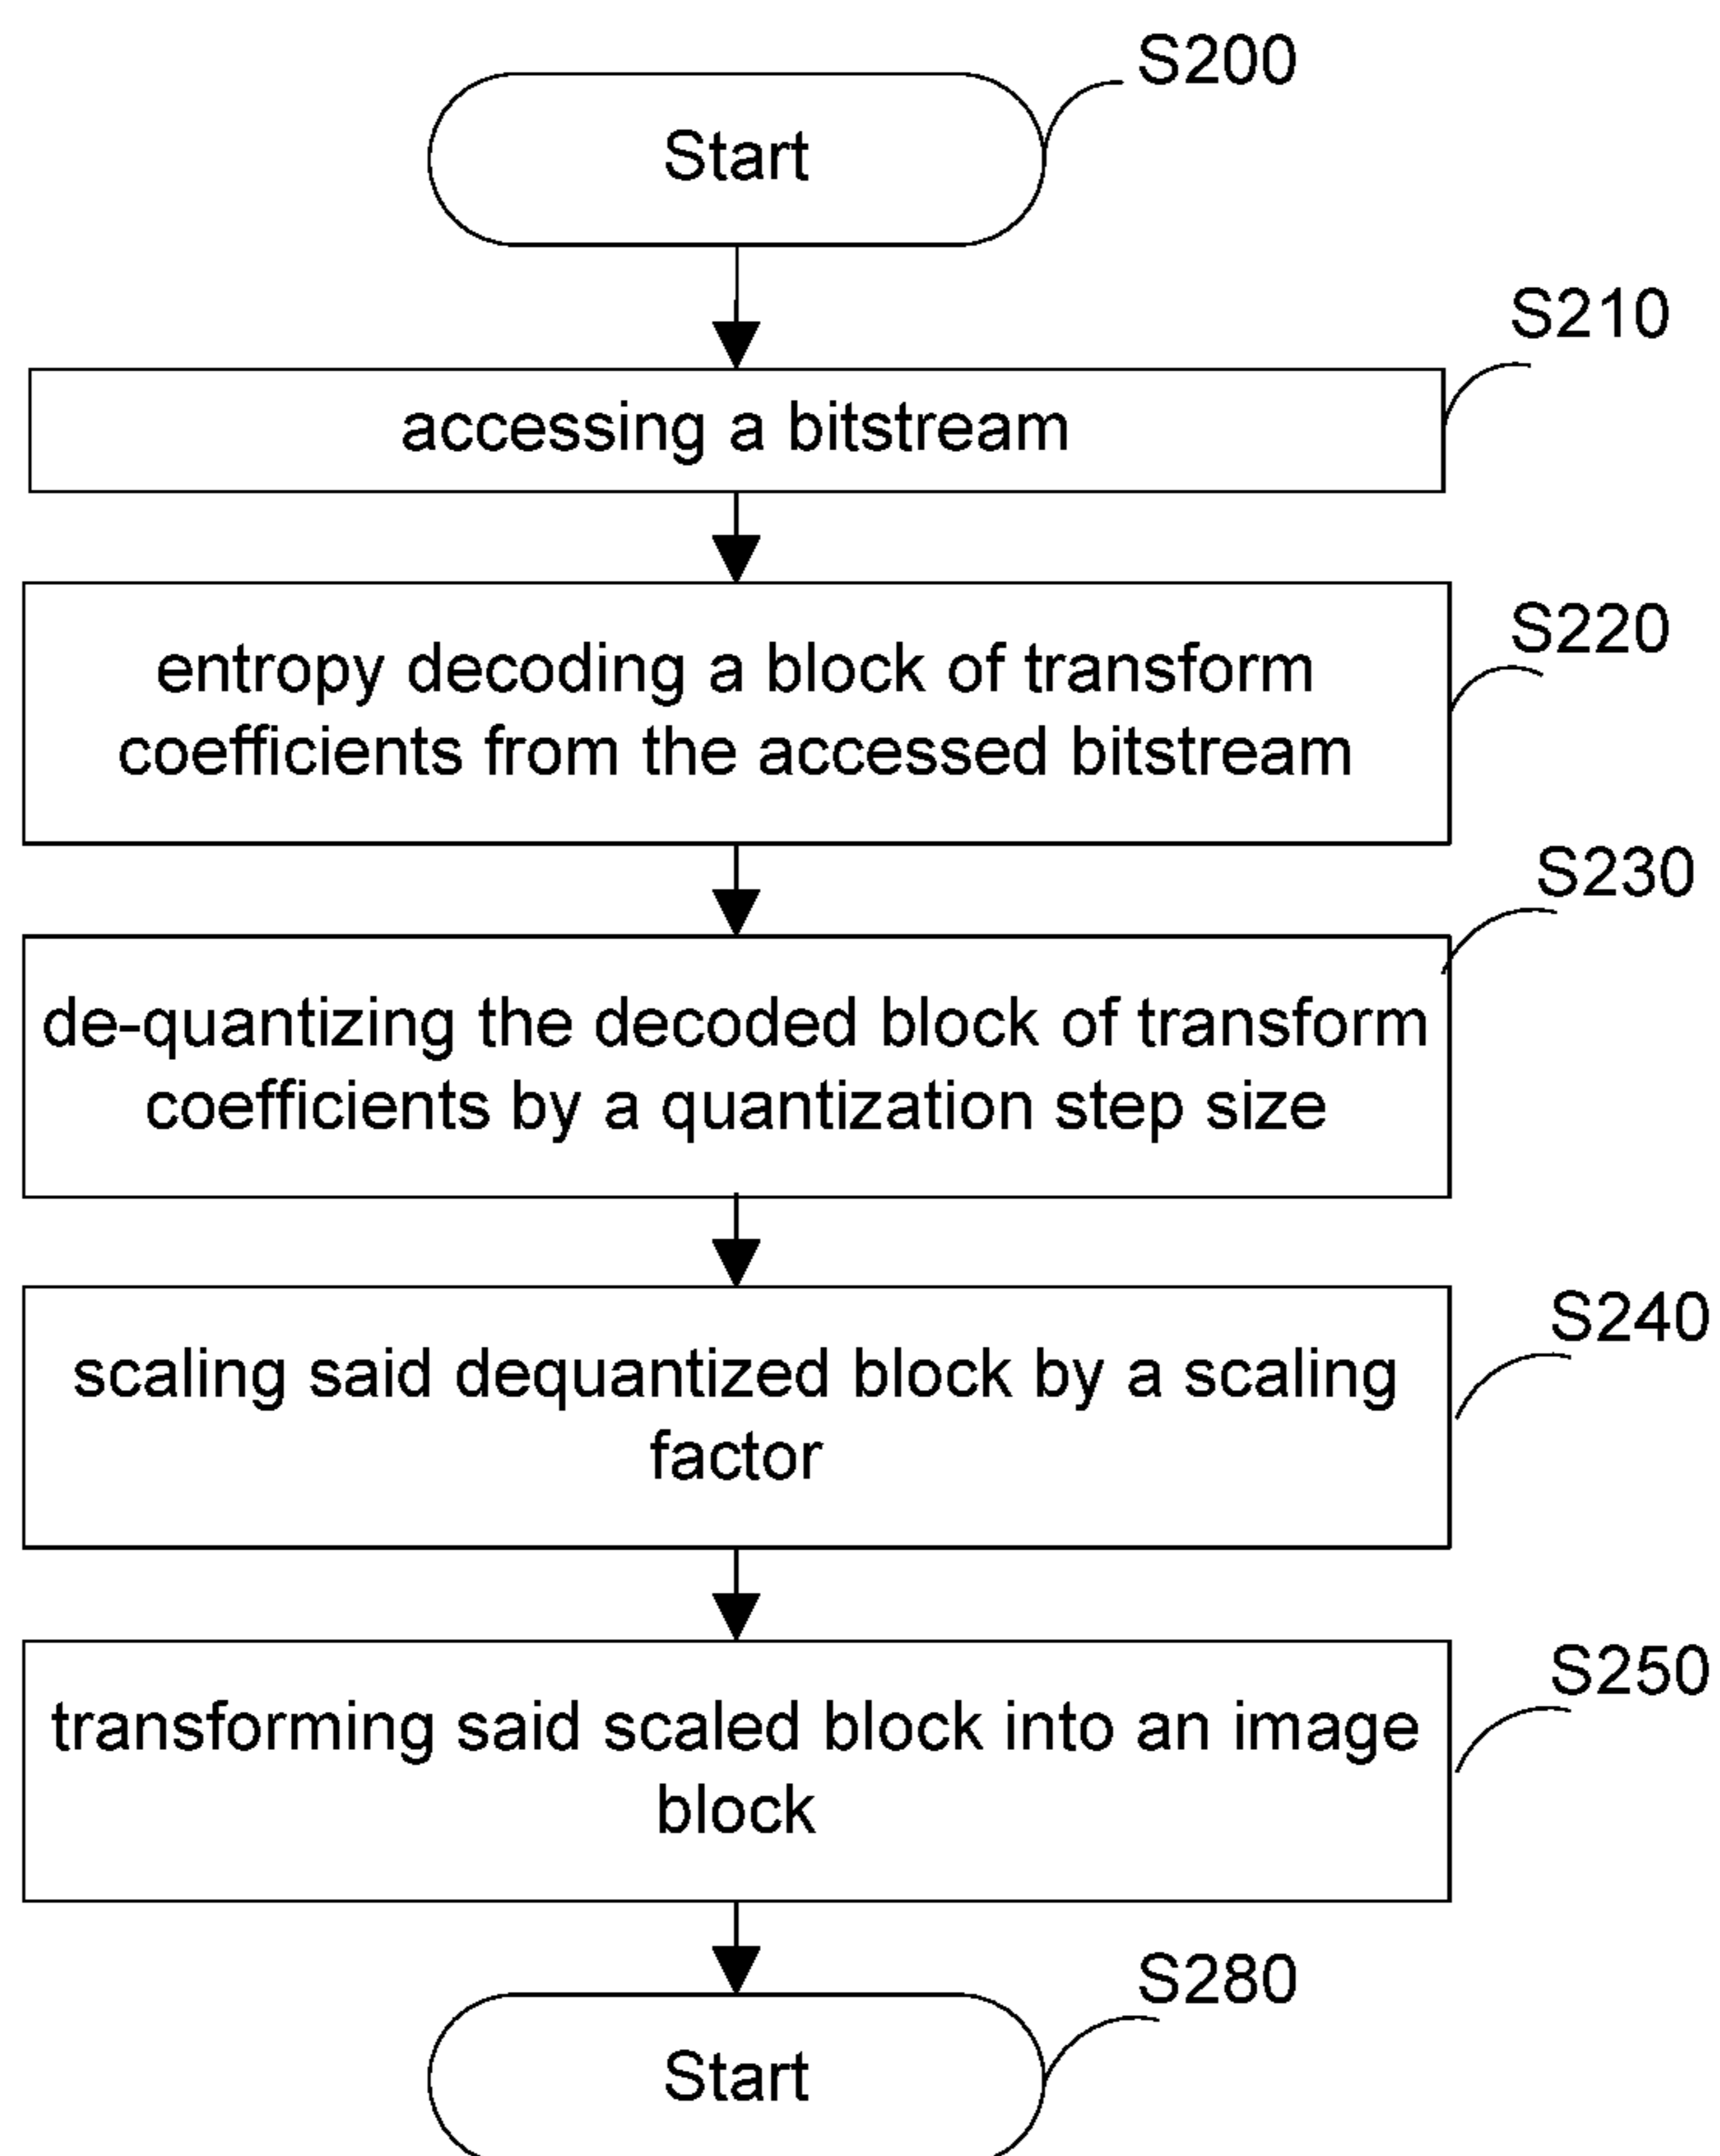 S200
Start
S210
accessing a bitstream
S220
entropy decoding a block of transform
coefficients from the accessed bitstream
S230
de-quantizing the decoded block of transform
coefficients by a quantization step size
S240
scaling said dequantized block by a scaling
factor
S250
transforming said scaled block into an image
block
S280
Start